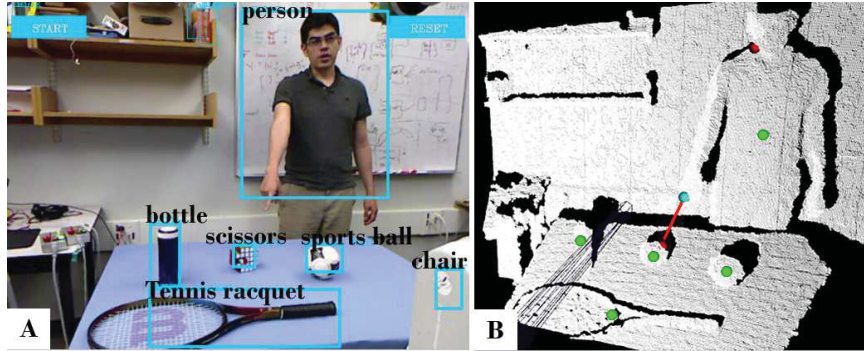 person
START
RESET
bottle
scissors
sports ball
chair
Tennis racquet
A
B